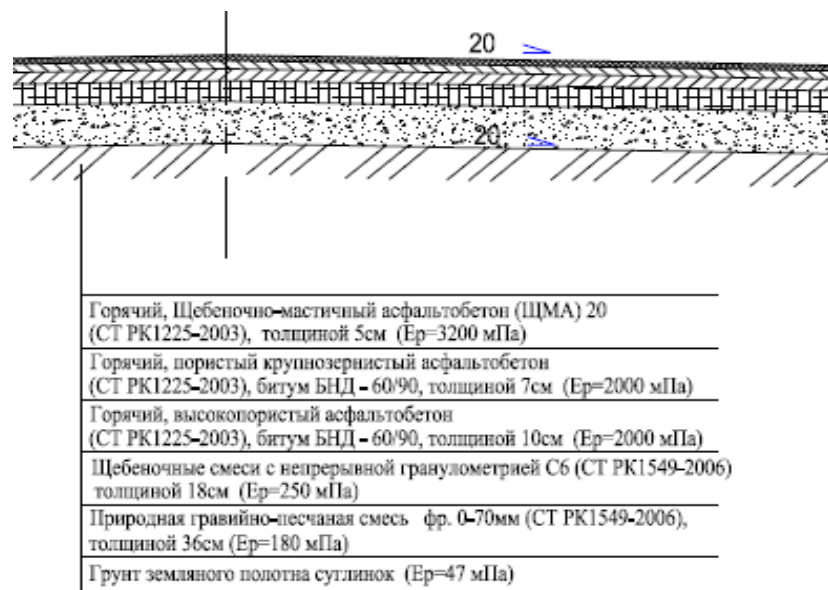 20
20
Горячий, Щебеночно-мастичный асфальтобетон (ЩМА) 20
(СТ РК1225-2003), толщиной 5см (Ер=3200 мПа)
Горячий, пористый крупнозернистый асфальтобетон
(СТ РК1225-2003), битум БНД - 60/90, толщиной 7см (Ер=2000 мПа)
Горячий, высокопористый асфальтобетон
(СТ РК1225-2003), битум БНД - 60/90, толщиной 10см (Ер=2000 мПа)
Щебеночные смеси с непрерывной гранулометрией С6 (СТ РК1549-2006)
толщиной 18см (Ер=250 мПа)
Природная гравийно-песчаная смесь фр. 0-70мм (СТ РК1549-2006),
толщиной 36см (Ер=180 мПа)
Грунт земляного полотна суглинок (Ер=47 мПа)